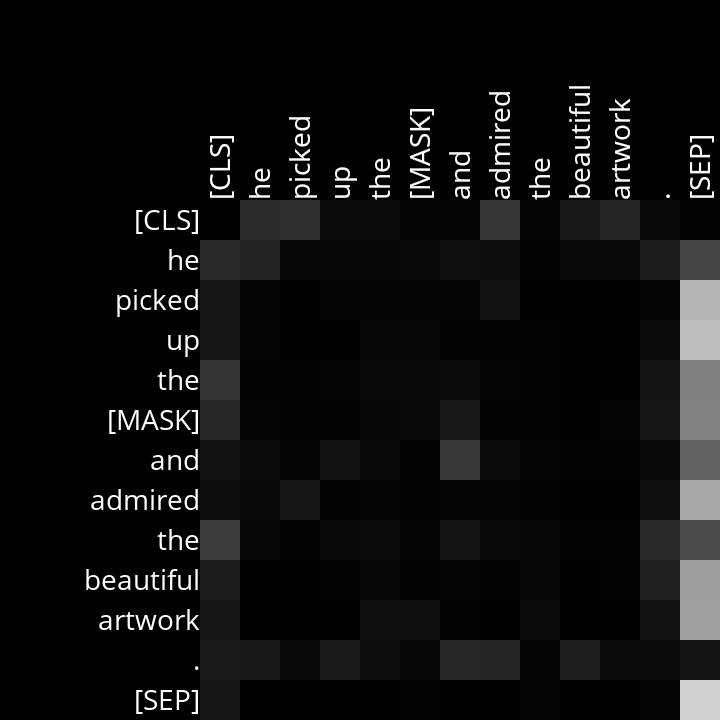 [CLS] he picked up the [MASK] and admired the beautiful artwork . [SEP]
[CLS]
he
picked
up
the
[MASK]
and
admired
the
beautiful
artwork
.
[SEP]